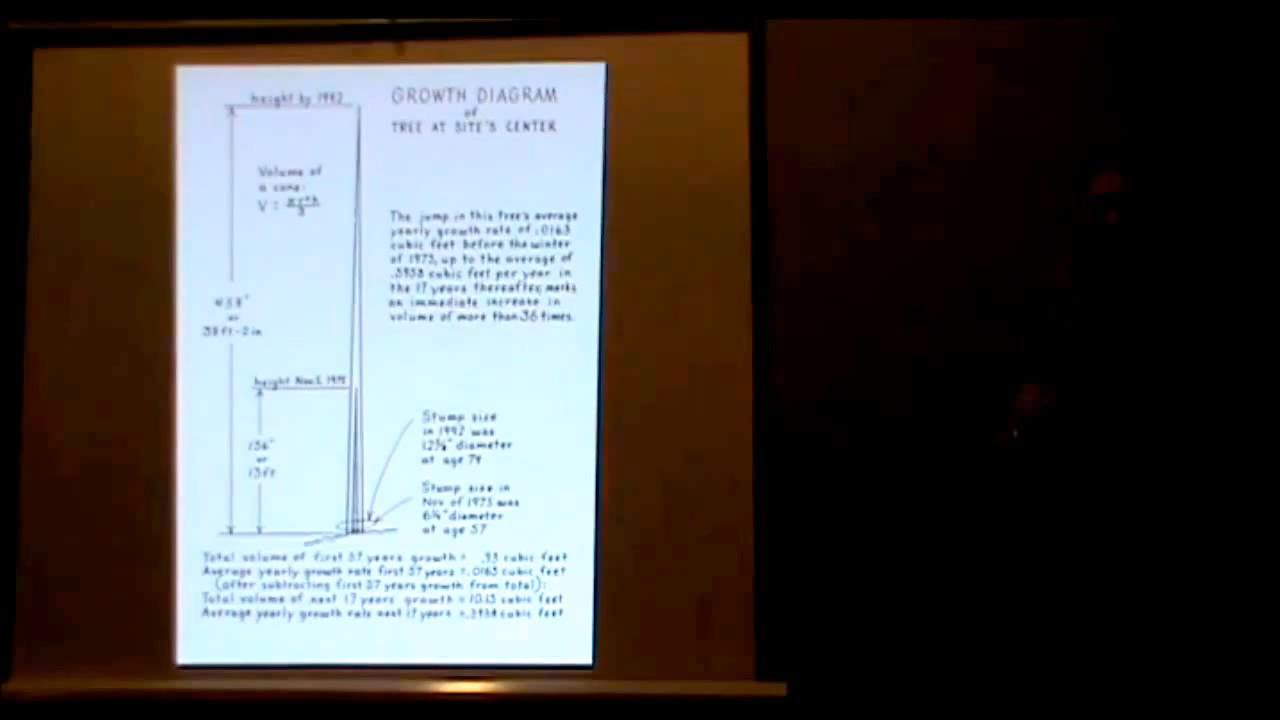 GROWTH DIAGRAM
of
TREE AT SITE'S CENTER
height by 1992
Volume of
a cone:
V = πr²h
3
The jump in this tree's average
yearly growth rate of .0163
cubic feet before the winter
of 1973, up to the average of
.5958 cubic feet per year in
the 17 years thereafter, marks
an immediate increase in
volume of more than 36 times.
or
38 ft - 2 in
height Nov.
156"
or
13 ft
Stump size
in 1992 was
diameter
at age 74
Stump size in
Nov. of 1975 was
6¼" diameter
at age 57
Total volume of first 57 years growth = .93 cubic feet
Average yearly growth rate first 57 years = .0163 cubic feet
(after subtracting first 57 years growth from total):
Total volume of next 17 years growth = 10.13 cubic feet
Average yearly growth rate next 17 years = .5958 cubic feet